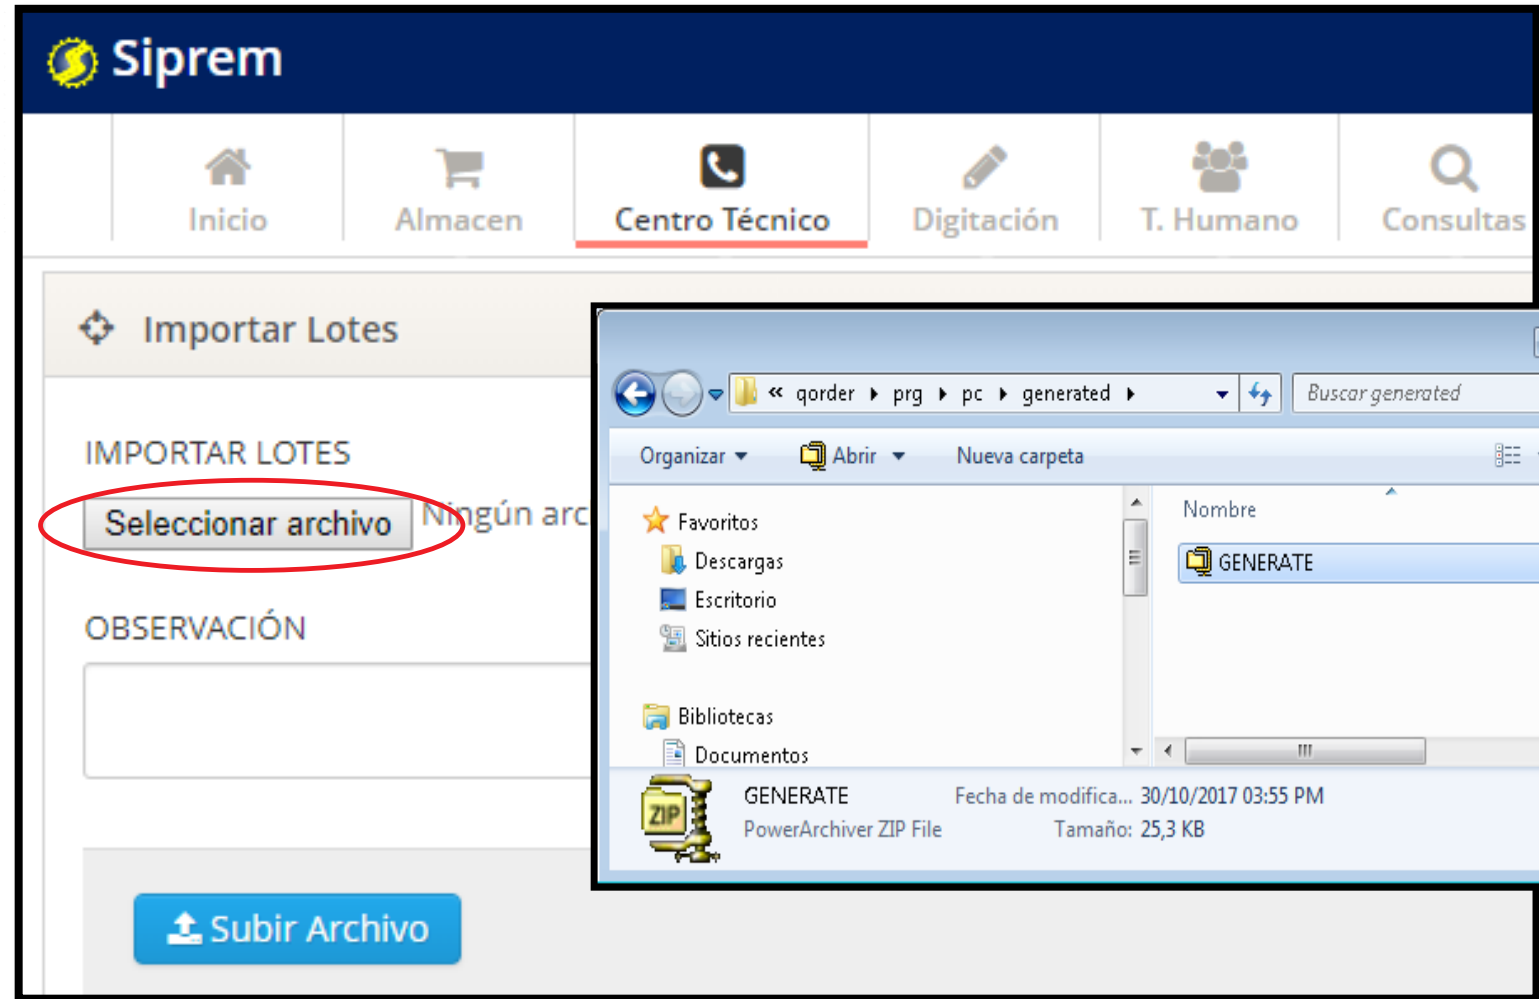 Siprem
Inicio
Almacen
Centro Técnico
Digitación
T. Humano
Consultas
Importar Lotes
IMPORTAR LOTES
Seleccionar archivo
Ningún arc
OBSERVACIÓN
Subir Archivo
« qorder ▸ prg ▸ pc ▸ generated ▸
Buscar generated
Organizar
Abrir
Nueva carpeta
Favoritos
Descargas
Escritorio
Sitios recientes
Bibliotecas
Documentos
Nombre
GENERATE
ZIP
GENERATE
Fecha de modifica... 30/10/2017 03:55 PM
PowerArchiver ZIP File
Tamaño: 25,3 KB